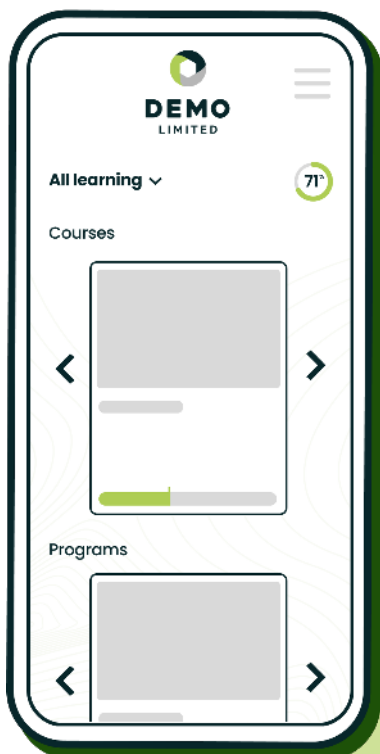 DEMO
LIMITED
All learning
71%
Courses
Programs